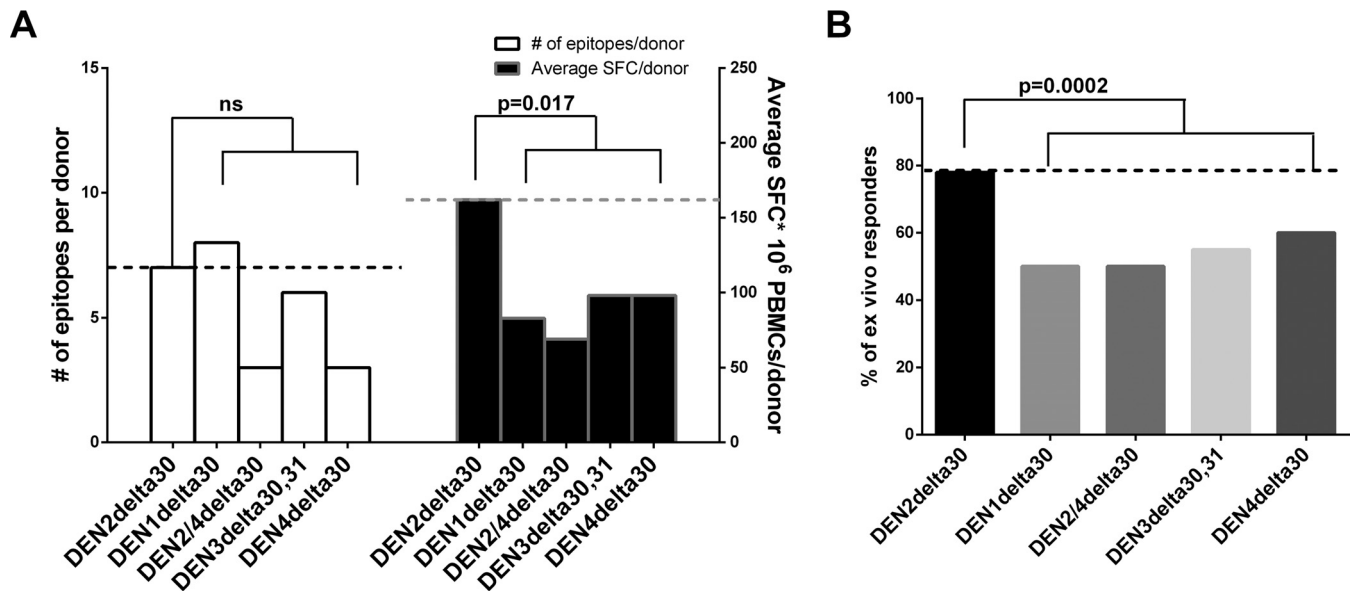 A
# of epitopes/donor
Average SFC/donor
15
10
5
0
# of epitopes per donor
ns
p=0.017
250
200
150
100
50
0
Average SFC* 10⁶ PBMCs/donor
DEN2delta30
DEN1delta30
DEN2/4delta30
DEN3delta30,31
DEN4delta30
DEN2delta30
DEN1delta30
DEN2/4delta30
DEN3delta30,31
DEN4delta30
B
p=0.0002
100
80
60
40
20
0
% of ex vivo responders
DEN2delta30
DEN1delta30
DEN2/4delta30
DEN3delta30,31
DEN4delta30